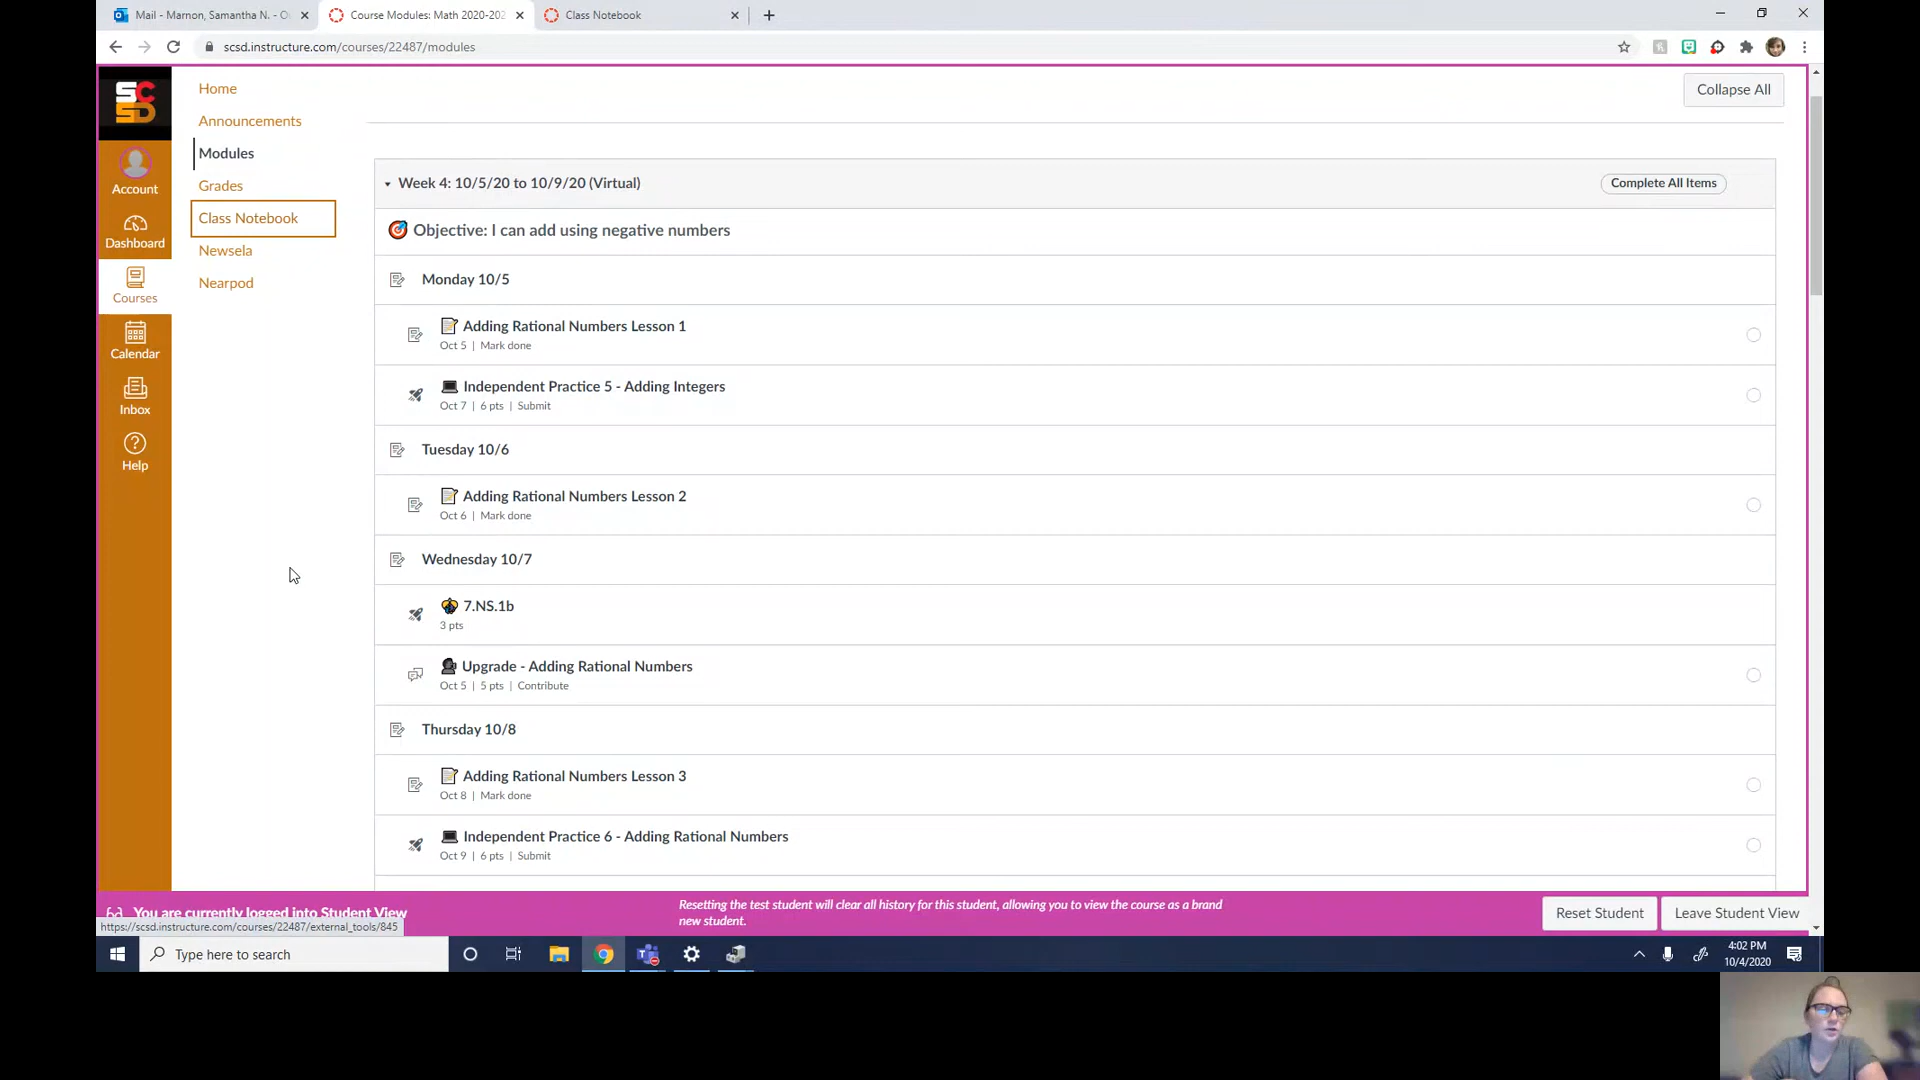 Mail - Marnon, Samantha N. - O
Course Modules: Math 2020-202
Class Notebook
scsd.instructure.com/courses/22487/modules
SC
SD
Account
Dashboard
Courses
Calendar
Inbox
Help
Home
Announcements
Modules
Grades
Class Notebook
Newsela
Nearpod
Collapse All
Week 4: 10/5/20 to 10/9/20 (Virtual)
Complete All Items
Objective: I can add using negative numbers
Monday 10/5
Adding Rational Numbers Lesson 1
Oct 5 | Mark done
Independent Practice 5 - Adding Integers
Oct 7 | 6 pts | Submit
Tuesday 10/6
Adding Rational Numbers Lesson 2
Oct 6 | Mark done
Wednesday 10/7
7.NS.1b
3 pts
Upgrade - Adding Rational Numbers
Oct 5 | 5 pts | Contribute
Thursday 10/8
Adding Rational Numbers Lesson 3
Oct 8 | Mark done
Independent Practice 6 - Adding Rational Numbers
Oct 9 | 6 pts | Submit
You are currently logged into Student View
Resetting the test student will clear all history for this student, allowing you to view the course as a brand
new student.
Reset Student
Leave Student View
https://scsd.instructure.com/courses/22487/external_tools/845
Type here to search
4:02 PM
10/4/2020